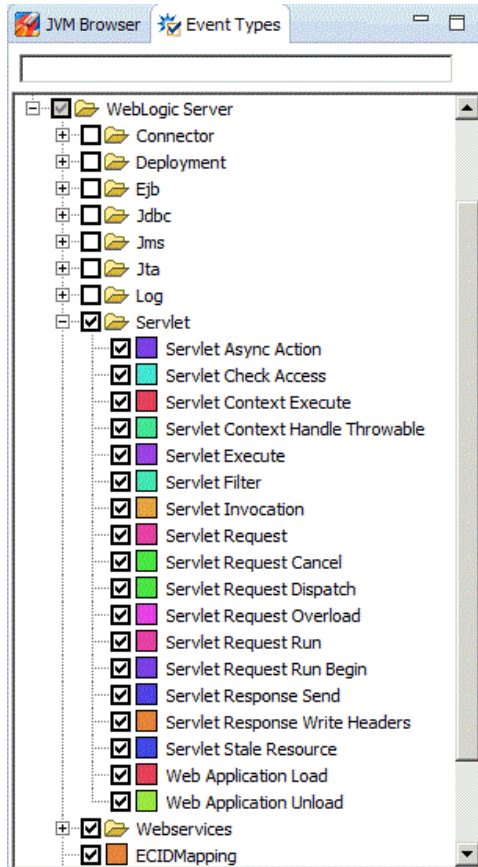 JVM Browser Event Types
WebLogic Server
Connector
Deployment
Ejb
Jdbc
Jms
Jta
Log
Servlet
Servlet Async Action
Servlet Check Access
Servlet Context Execute
Servlet Context Handle Throwable
Servlet Execute
Servlet Filter
Servlet Invocation
Servlet Request
Servlet Request Cancel
Servlet Request Dispatch
Servlet Request Overload
Servlet Request Run
Servlet Request Run Begin
Servlet Response Send
Servlet Response Write Headers
Servlet Stale Resource
Web Application Load
Web Application Unload
Webservices
ECIDMapping